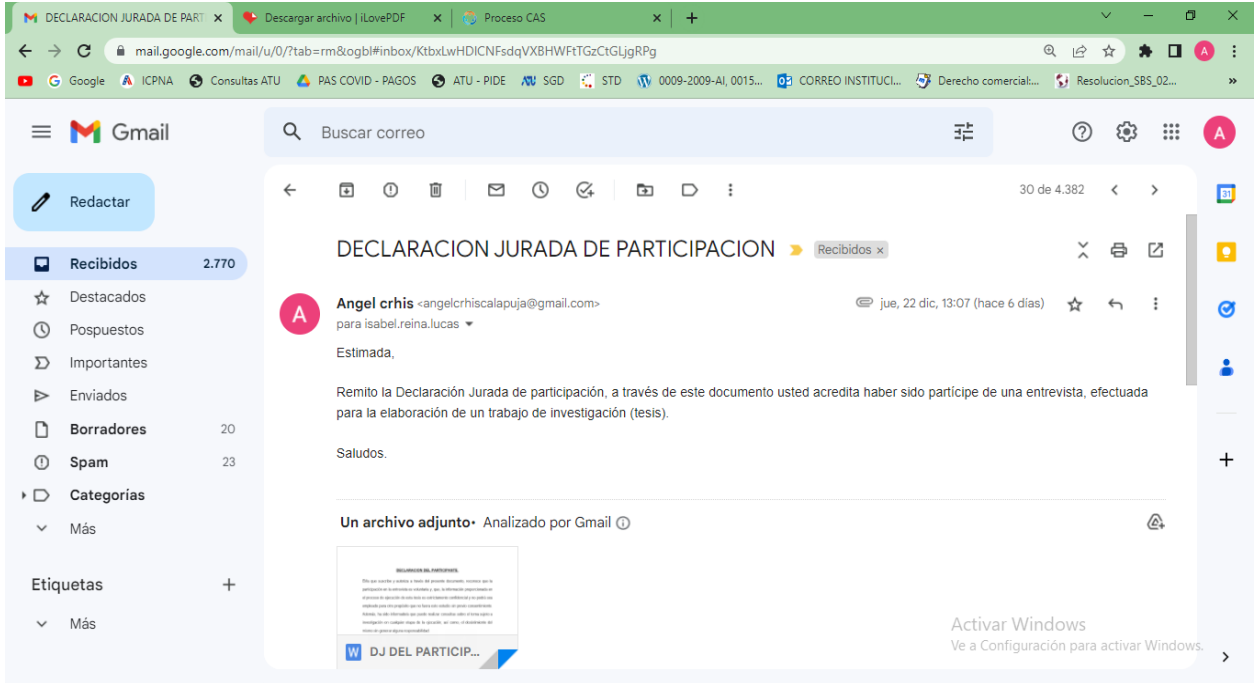 DECLARACION JURADA DE PART
Descargar archivo | iLovePDF
Proceso CAS
mail.google.com/mail/u/0/?tab=rm&ogbl#inbox/KtbxLwHDlCNFsdqVXBHWFtTGzCtGLjgRPg
A
Google
ICPNA
Consultas ATU
PAS COVID - PAGOS
ATU - PIDE
SGD
STD
0009-2009-AI, 0015...
CORREO INSTITUCI...
Derecho comercial:...
Resolucion_SBS_02...
»
Gmail
Buscar correo
A
Redactar
30 de 4.382
31
DECLARACION JURADA DE PARTICIPACION
Recibidos ×
Recibidos 2.770
Destacados
Pospuestos
Importantes
Enviados
Borradores 20
Spam 23
Categorías
Más
Etiquetas +
Más
A
Angel crhis <angelcrhiscalapuja@gmail.com>
jue, 22 dic, 13:07 (hace 6 días)
para isabel.reina.lucas
Estimada,
Remito la Declaración Jurada de participación, a través de este documento usted acredita haber sido partícipe de una entrevista, efectuada
para la elaboración de un trabajo de investigación (tesis).
Saludos.
Un archivo adjunto • Analizado por Gmail
DECLARACION DEL PARTICIPANTE
W DJ DEL PARTICIP...
Activar Windows
Ve a Configuración para activar Windows.